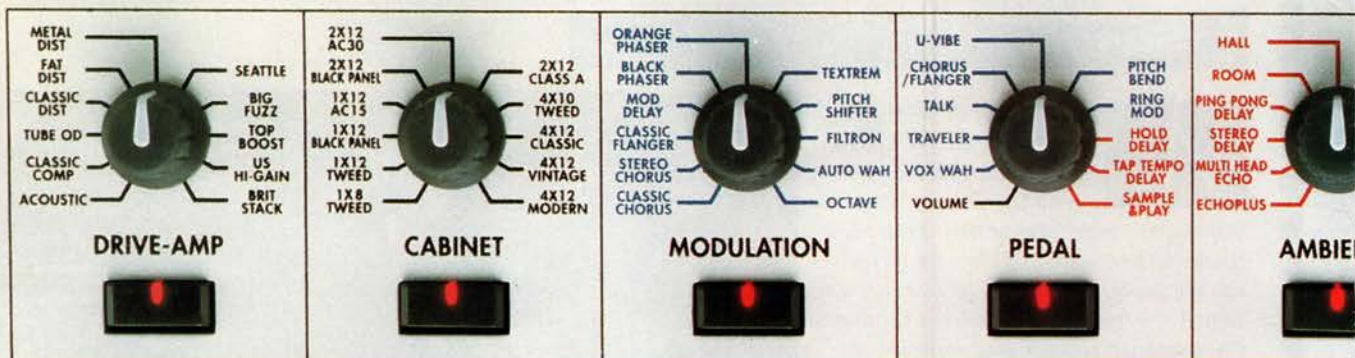 METAL
DIST
FAT
DIST
CLASSIC
DIST
TUBE OD
CLASSIC
COMP
ACOUSTIC
SEATTLE
BIG
FUZZ
TOP
BOOST
US
HI-GAIN
BRIT
STACK
DRIVE-AMP
2X12
AC30
2X12
BLACK PANEL
1X12
AC15
1X12
BLACK PANEL
1X12
TWEED
1X8
TWEED
2X12
CLASS A
4X10
TWEED
4X12
CLASSIC
4X12
VINTAGE
4X12
MODERN
CABINET
ORANGE
PHASER
BLACK
PHASER
MOD
DELAY
CLASSIC
FLANGER
STEREO
CHORUS
CLASSIC
CHORUS
TEXTREM
PITCH
SHIFTER
FILTRON
AUTO WAH
OCTAVE
MODULATION
U-VIBE
CHORUS
/FLANGER
TALK
TRAVELER
VOX WAH
VOLUME
PITCH
BEND
RING
MOD
HOLD
DELAY
TAP TEMPO
DELAY
SAMPLE
&PLAY
PEDAL
HALL
ROOM
PING PONG
DELAY
STEREO
DELAY
MULTI HEAD
ECHO
ECHOPLUS